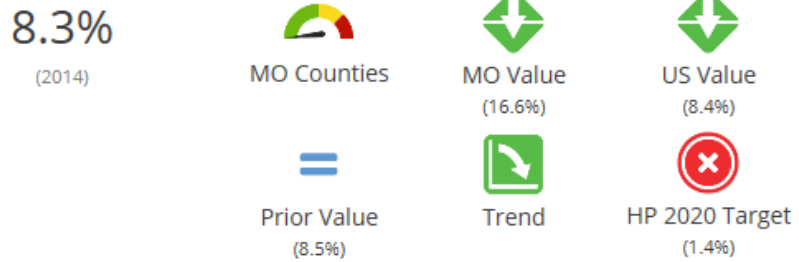 8.3%
(2014)
MO Counties
MO Value
(16.6%)
US Value
(8.4%)
Prior Value
(8.5%)
Trend
HP 2020 Target
(1.4%)